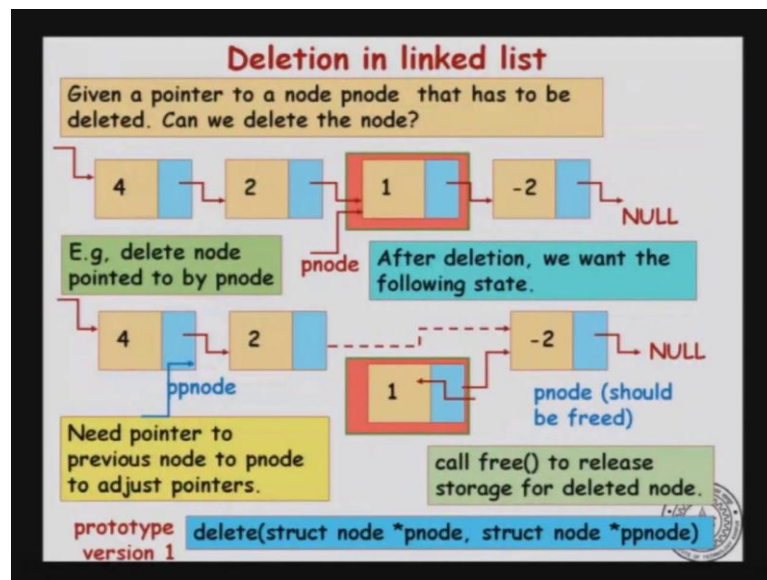 Deletion in linked list
Given a pointer to a node pnode that has to be
deleted. Can we delete the node?
4
2
1
-2
NULL
E.g, delete node
pointed to by pnode
pnode
After deletion, we want the
following state.
4
2
-2
NULL
ppnode
1
pnode (should
be freed)
Need pointer to
previous node to pnode
to adjust pointers.
call free() to release
storage for deleted node.
prototype
version 1
delete(struct node *pnode, struct node *ppnode)